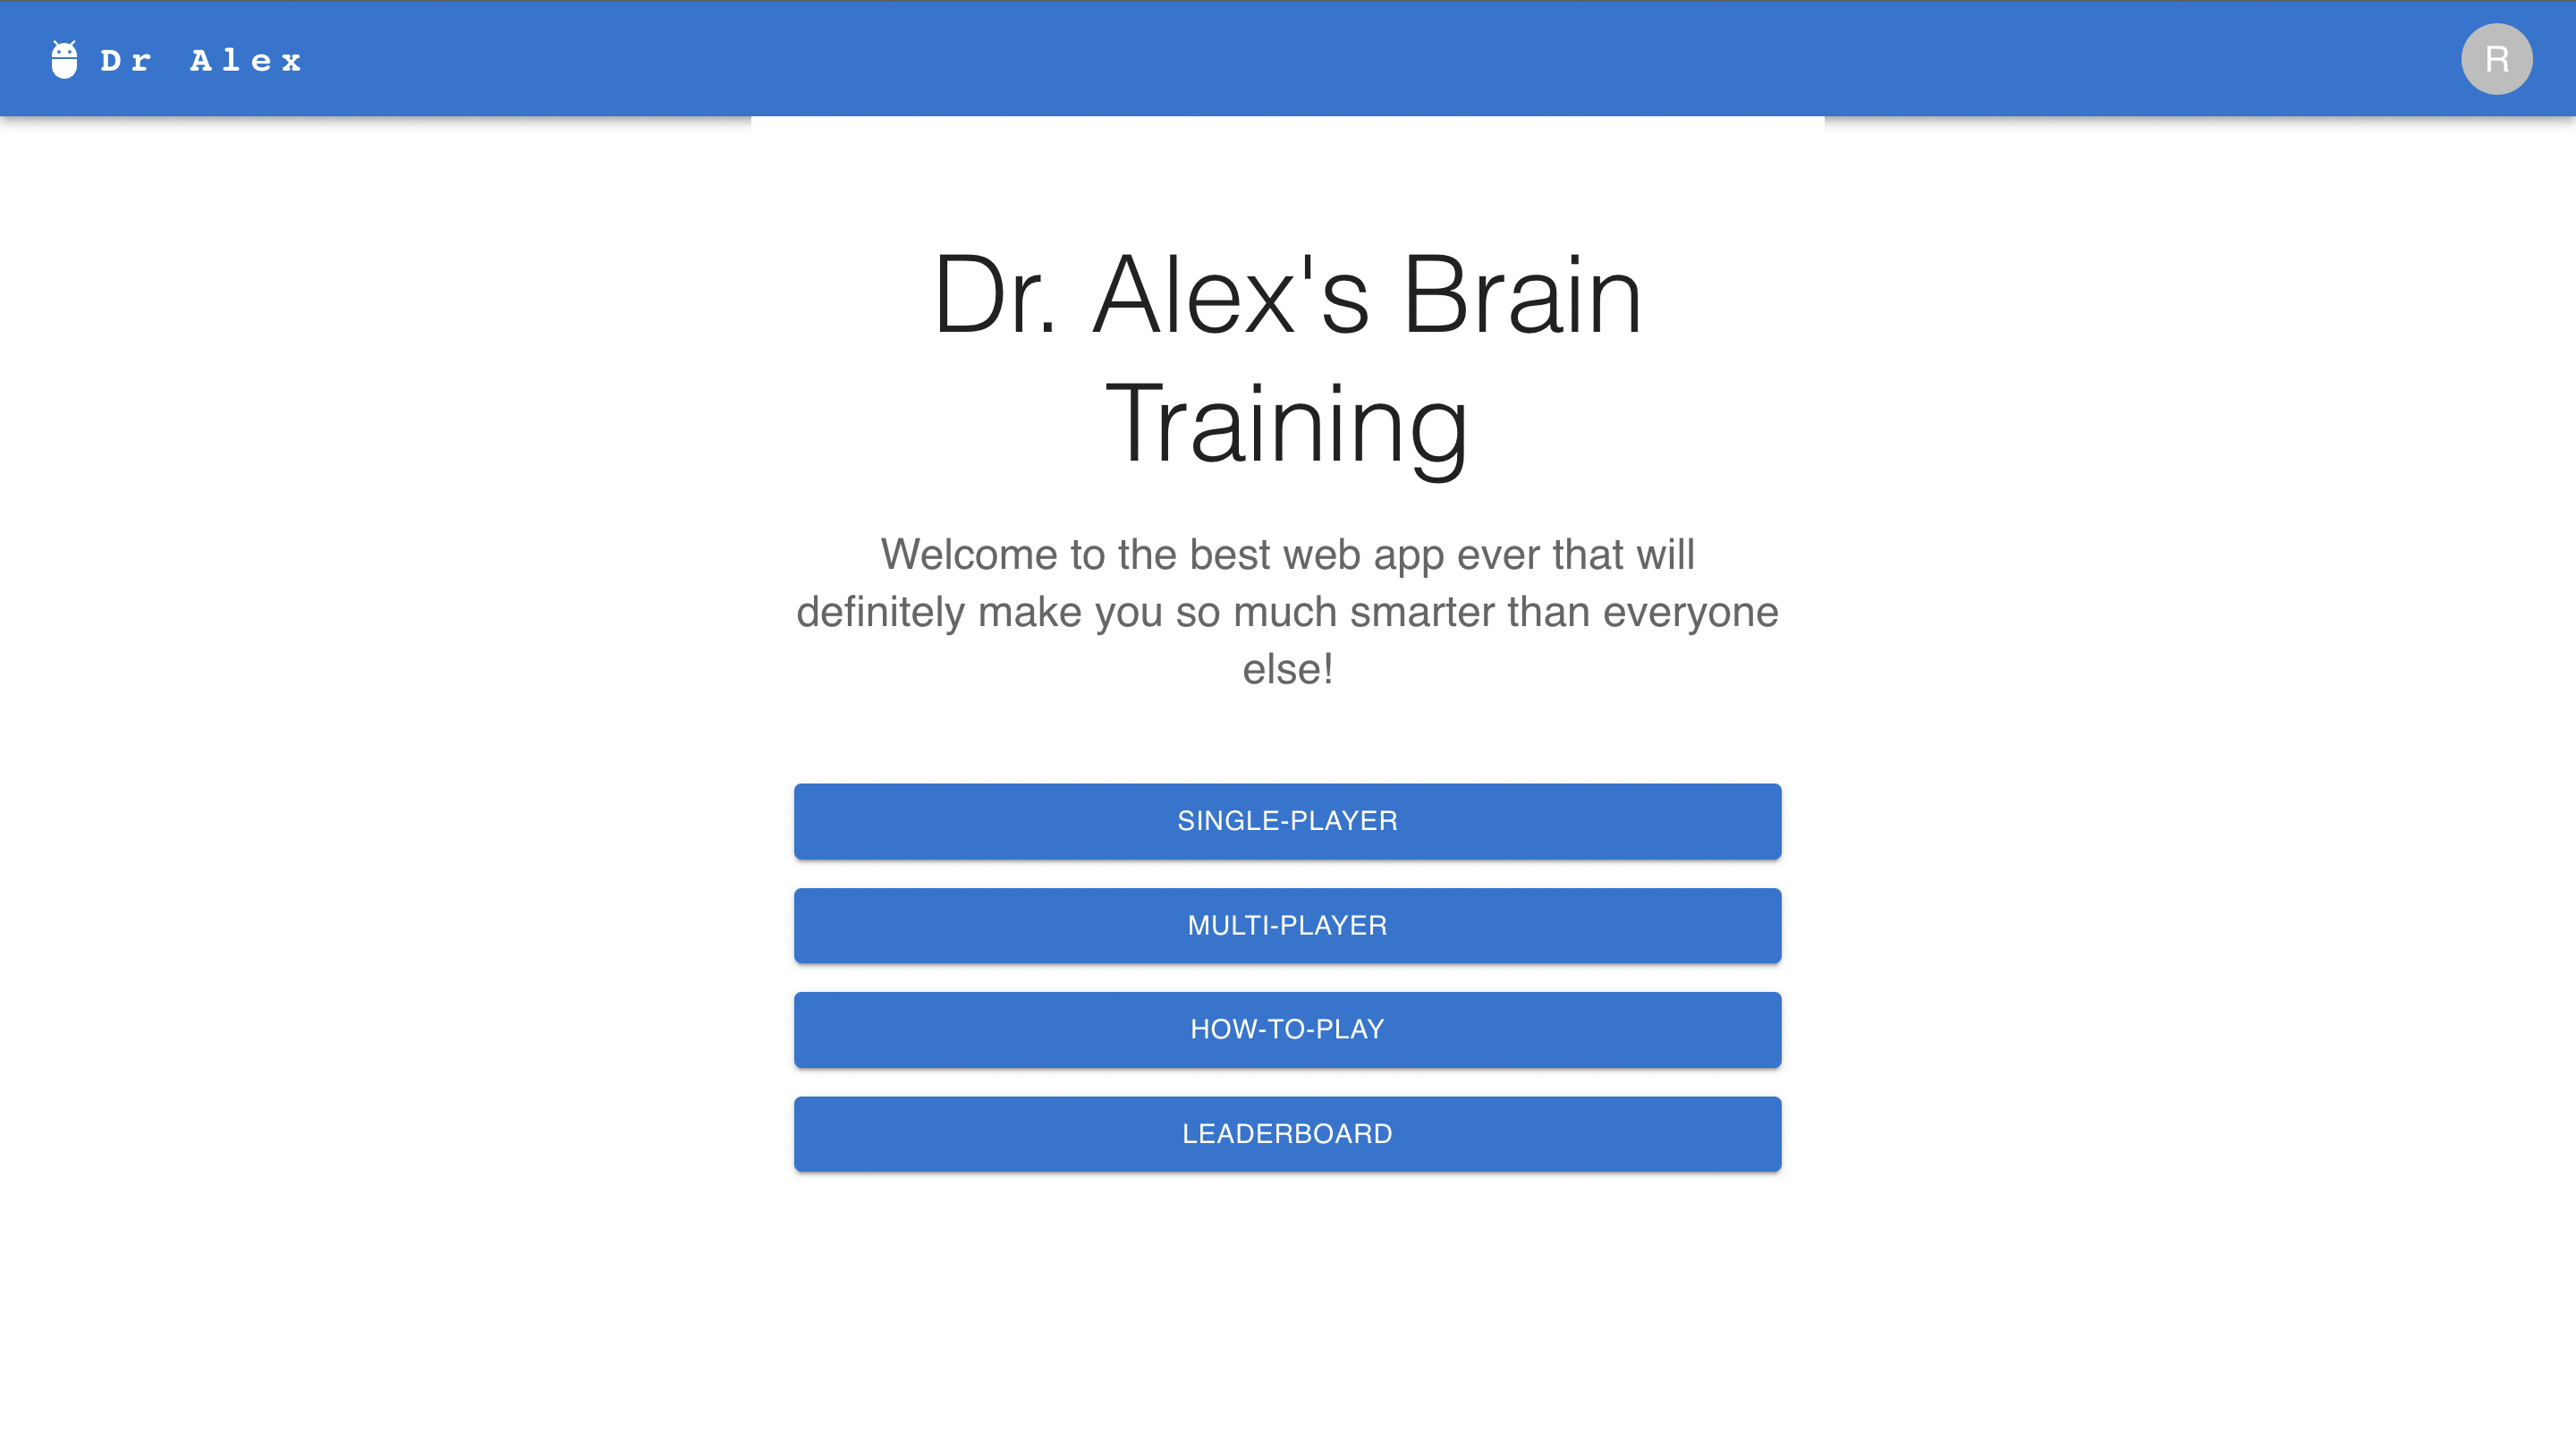 Dr Alex
R
Dr. Alex's Brain
Training
Welcome to the best web app ever that will
definitely make you so much smarter than everyone
else!
SINGLE-PLAYER
MULTI-PLAYER
HOW-TO-PLAY
LEADERBOARD